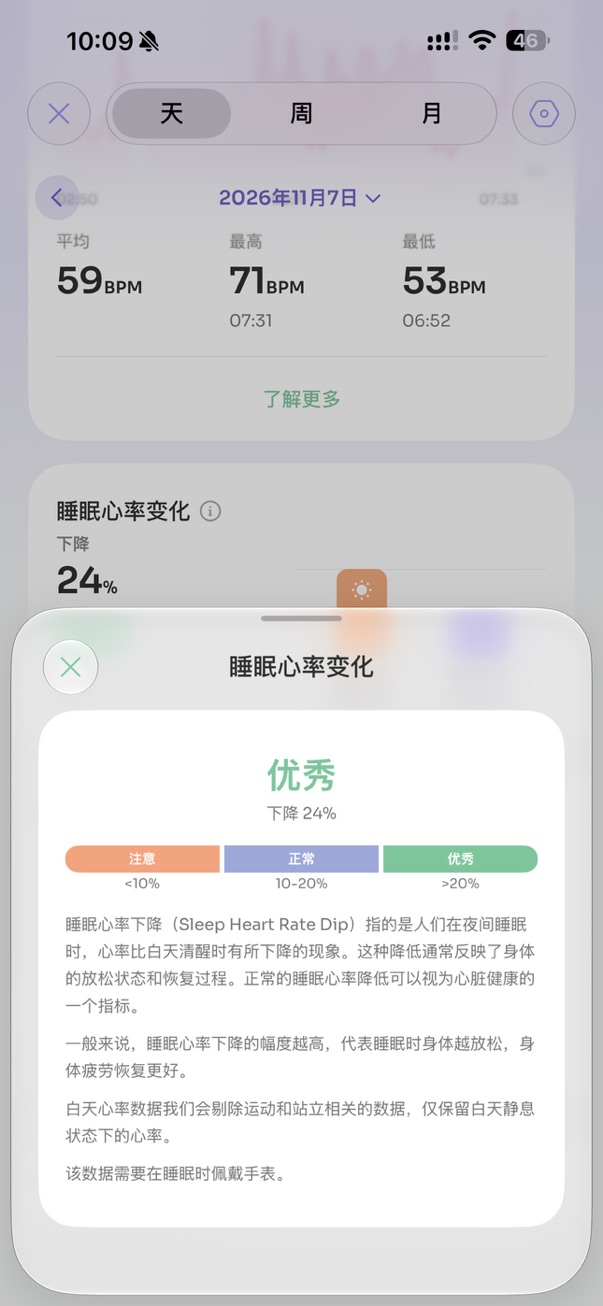 10:09
46
天
周
月
02:50
2026年11月7日
07:33
平均
最高
最低
59BPM
71BPM
53BPM
07:31
06:52
了解更多
睡眠心率变化
下降
24%
睡眠心率变化
优秀
下降 24%
注意
正常
优秀
<10%
10-20%
>20%
睡眠心率下降（Sleep Heart Rate Dip）指的是人们在夜间睡眠
时，心率比白天清醒时有所下降的现象。这种降低通常反映了身体
的放松状态和恢复过程。正常的睡眠心率降低可以视为心脏健康的
一个指标。
一般来说，睡眠心率下降的幅度越高，代表睡眠时身体越放松，身
体疲劳恢复更好。
白天心率数据我们会剔除运动和站立相关的数据，仅保留白天静息
状态下的心率。
该数据需要在睡眠时佩戴手表。